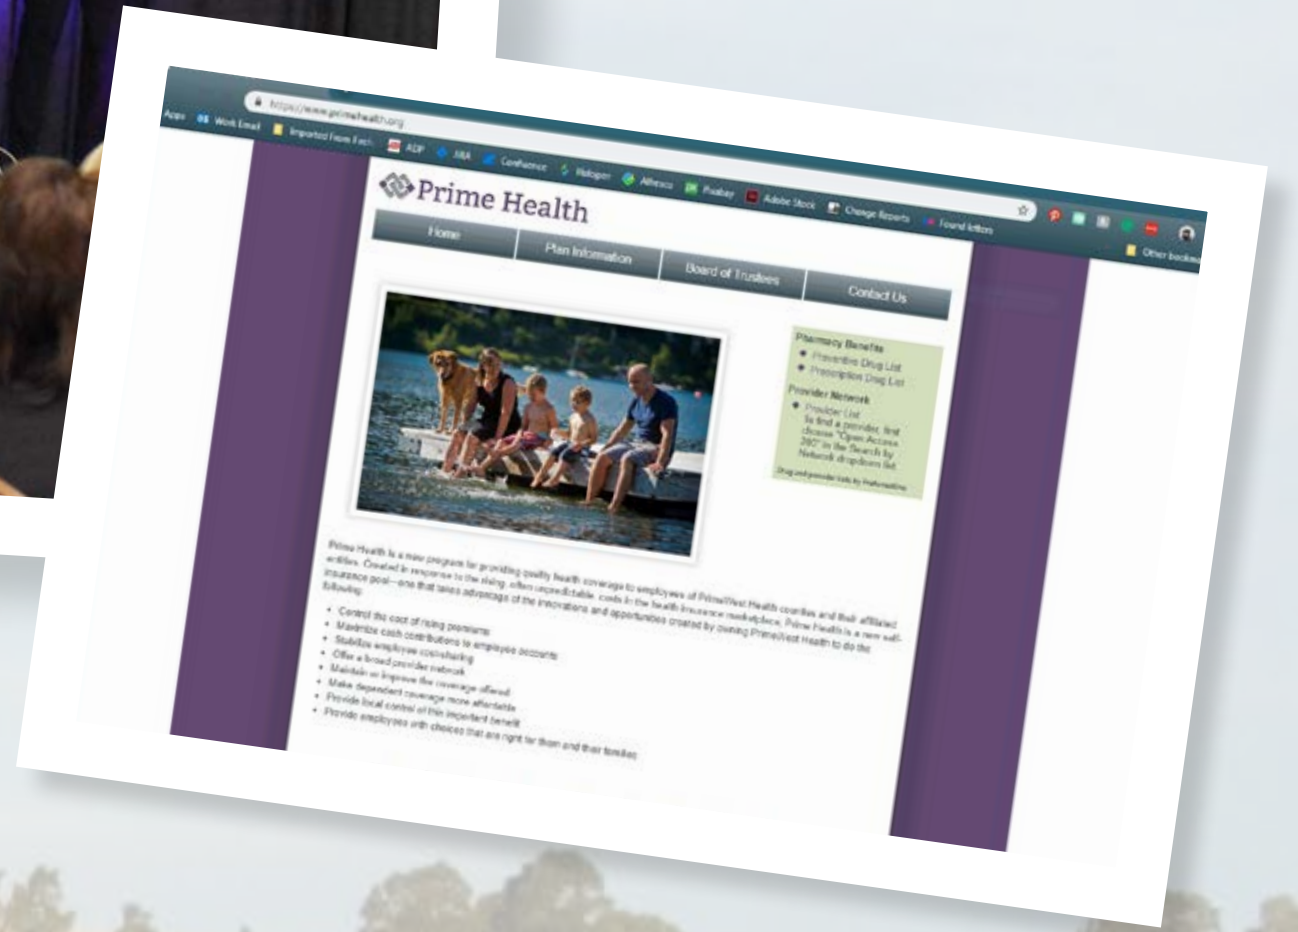 https://www.primehealth.org
Apps Work Email Imported From ADP JIRA Confluence Alfresco Pixabay Adobe Stock Change Reports Found letters
Other bookma
Prime Health
Home Plan Information Board of Trustees Contact Us
Pharmacy Benefits
Preventive Drug List
Prescription Drug List
Provider Network
Provider List
To find a provider, first
choose "Open Access
360" in the Search by
Network dropdown list.
Drug and provider lists by
Prime Health is a new program for providing quality health coverage to employees of PrimeWest Health counties and their affiliated
entities. Created in response to the rising, often unpredictable, costs in the health insurance marketplace, Prime Health is a new self-
insurance pool—one that takes advantage of the innovations and opportunities created by owning PrimeWest Health to do the
following:
• Control the cost of rising premiums
• Maximize cash contributions to employee accounts
• Stabilize employee cost-sharing
• Offer a broad provider network
• Maintain or improve the coverage offered
• Make dependent coverage more affordable
• Provide local control of this important benefit
• Provide employees with choices that are right for them and their families